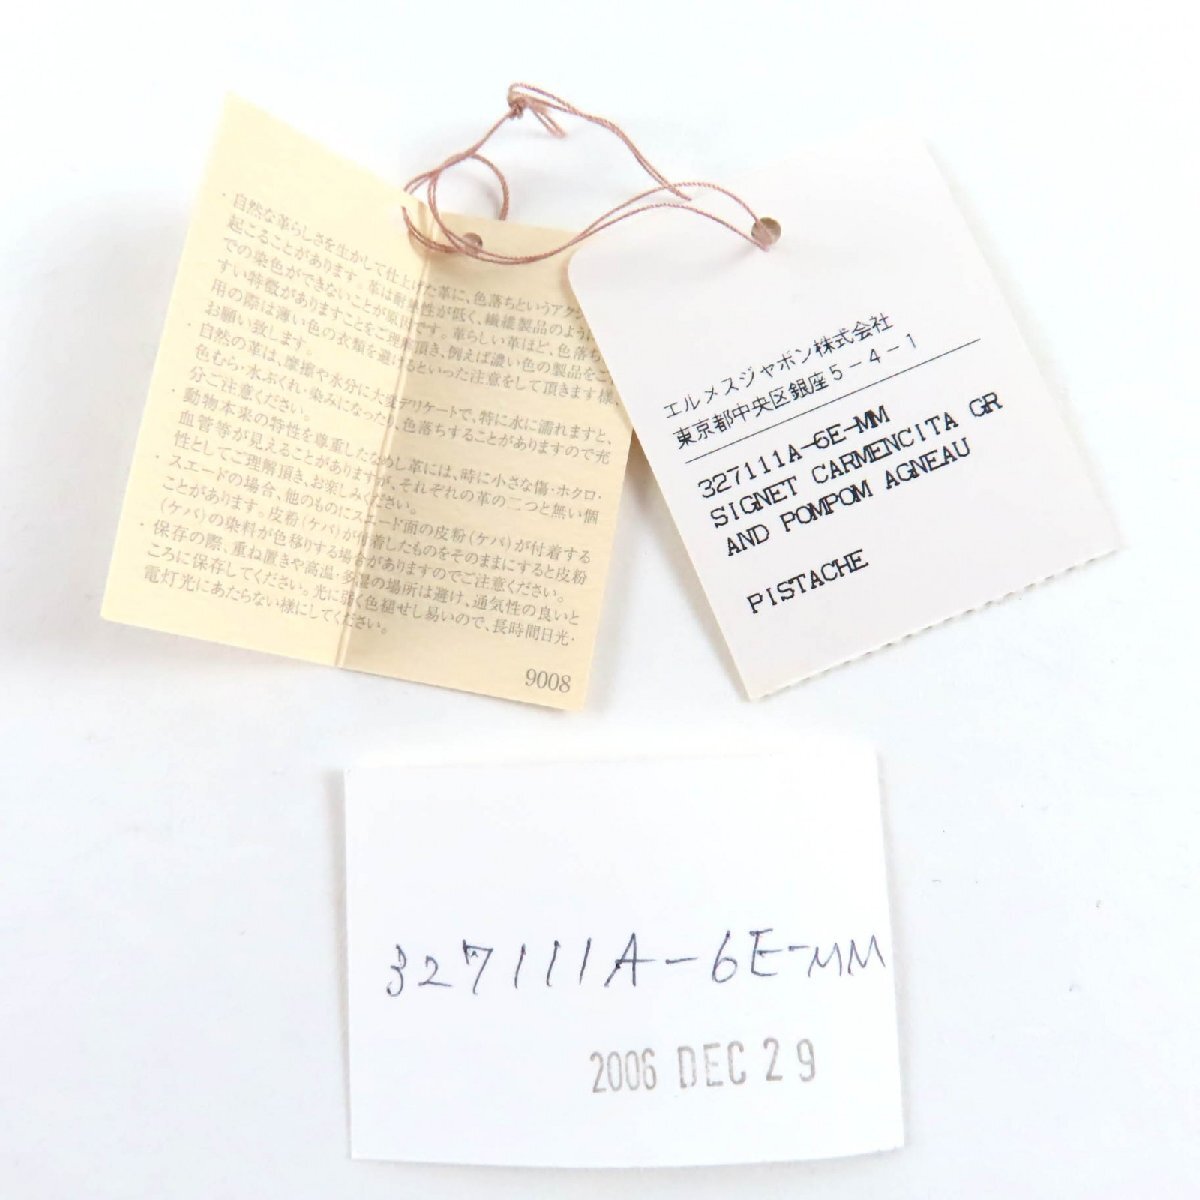 ・自然な革らしさを生かして仕上げた革に、色落ちというアク
起こることがあります。革は耐
性が低く、繊維製品のよう
での染色ができないことが原因です。革らしい革ほど、色落ち
すい特徴がありますことをご理解頂き、例えば濃い色の製品をご
用の際は薄い色の衣類を避けるといった注意をして頂きます様、
お願い致します。
・自然の革は、摩擦や水分に大変デリケートで、特に水に濡れますと、
色むら・水ぶくれ・染みになったり、色落ちすることがありますので充
分ご注意ください。
・動物本来の特性を尊重したなめし革には、時に小さな傷・ホクロ・
血管等が見えることがありますが、それぞれの革の二つと無い個
性としてご理解頂き、お楽しみください。
・スエードの場合、他のものにスエード面の皮粉(ケバ)が付着する
ことがあります。皮粉(ケバ)が付着したものをそのままにすると皮粉
(ケバ)の染料が色移りする場合がありますのでご注意ください。
・保存の際、重ね置きや高温・多湿の場所は避け、通気性の良いと
ころに保存してください。光に弱く色褪せし易いので、長時間日光・
電灯光にあたらない様にしてください。
9008
エルメスジャポン株式会社
東京都中央区銀座5-4-1
327111A-6E-MM
SIGNET CARMENCITA GR
AND POMPOM AGNEAU
PISTACHE
327111A-6E-MM
2006 DEC 29